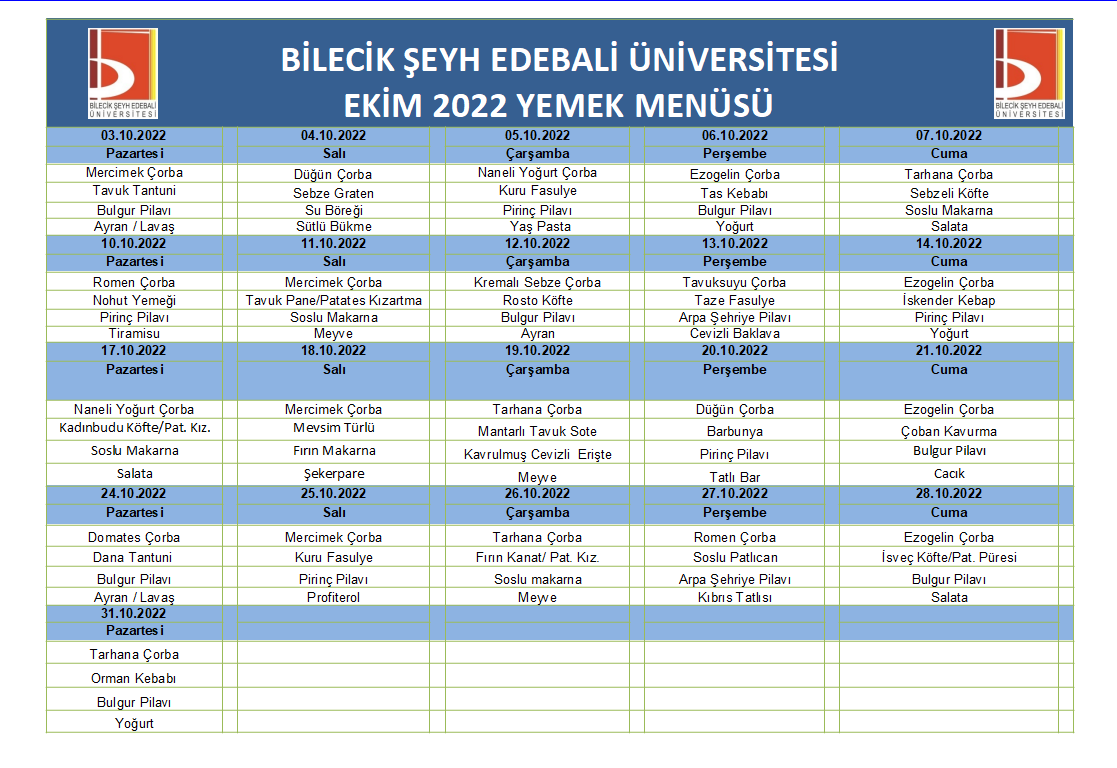 BİLECİK ŞEYH EDEBALİ ÜNİVERSİTESİ
EKİM 2022 YEMEK MENÜSÜ
BİLECİK ŞEYH EDEBALİ
ÜNİVERSİTESİ
BİLECİK ŞEYH EDEBALİ
ÜNİVERSİTESİ
03.10.2022 04.10.2022 05.10.2022 06.10.2022 07.10.2022
Pazartesi Salı Çarşamba Perşembe Cuma
Mercimek Çorba Düğün Çorba Naneli Yoğurt Çorba Ezogelin Çorba Tarhana Çorba
Tavuk Tantuni Sebze Graten Kuru Fasulye Tas Kebabı Sebzeli Köfte
Bulgur Pilavı Su Böreği Pirinç Pilavı Bulgur Pilavı Soslu Makarna
Ayran / Lavaş Sütlü Bükme Yaş Pasta Yoğurt Salata
10.10.2022 11.10.2022 12.10.2022 13.10.2022 14.10.2022
Pazartesi Salı Çarşamba Perşembe Cuma
Romen Çorba Mercimek Çorba Kremalı Sebze Çorba Tavuksuyu Çorba Ezogelin Çorba
Nohut Yemeği Tavuk Pane/Patates Kızartma Rosto Köfte Taze Fasulye İskender Kebap
Pirinç Pilavı Soslu Makarna Bulgur Pilavı Arpa Şehriye Pilavı Pirinç Pilavı
Tiramisu Meyve Ayran Cevizli Baklava Yoğurt
17.10.2022 18.10.2022 19.10.2022 20.10.2022 21.10.2022
Pazartesi Salı Çarşamba Perşembe Cuma
Naneli Yoğurt Çorba Mercimek Çorba Tarhana Çorba Düğün Çorba Ezogelin Çorba
Kadınbudu Köfte/Pat. Kız. Mevsim Türlü Mantarlı Tavuk Sote Barbunya Çoban Kavurma
Soslu Makarna Fırın Makarna Kavrulmuş Cevizli Erişte Pirinç Pilavı Bulgur Pilavı
Salata Şekerpare Meyve Tatlı Bar Cacık
24.10.2022 25.10.2022 26.10.2022 27.10.2022 28.10.2022
Pazartesi Salı Çarşamba Perşembe Cuma
Domates Çorba Mercimek Çorba Tarhana Çorba Romen Çorba Ezogelin Çorba
Dana Tantuni Kuru Fasulye Fırın Kanat/ Pat. Kız. Soslu Patlıcan İsveç Köfte/Pat. Püresi
Bulgur Pilavı Pirinç Pilavı Soslu makarna Arpa Şehriye Pilavı Bulgur Pilavı
Ayran / Lavaş Profiterol Meyve Kıbrıs Tatlısı Salata
31.10.2022
Pazartesi
Tarhana Çorba
Orman Kebabı
Bulgur Pilavı
Yoğurt